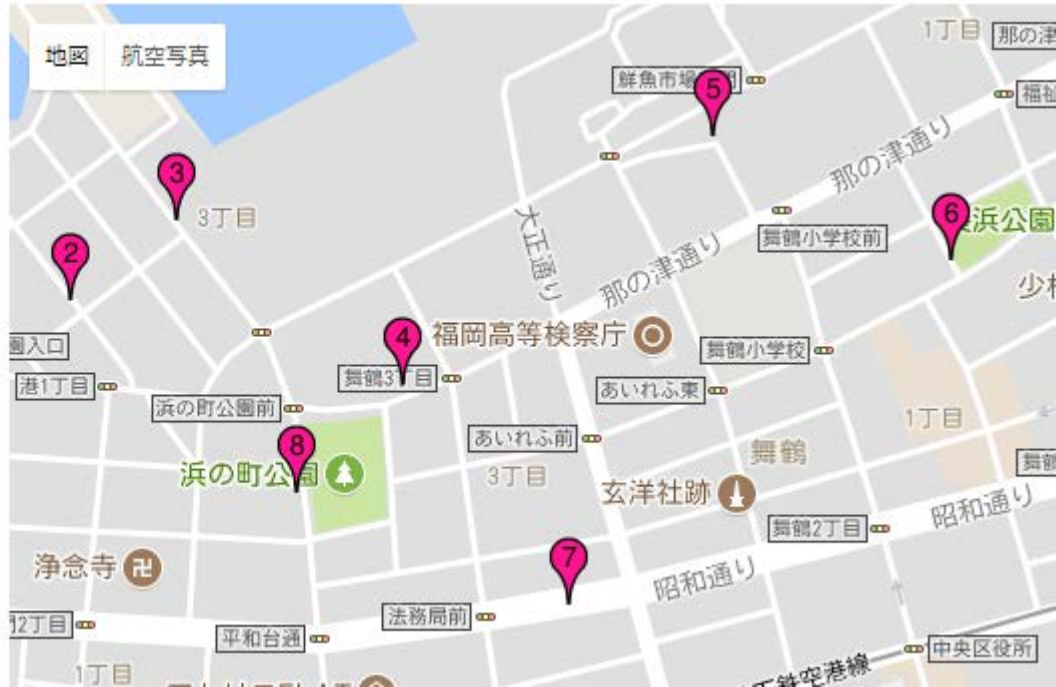 地図 航空写真
1丁目
那の津
鮮魚市場
門
5
福祉
3
3丁目
那の津通り
6
浜公園
2
大正通り
舞鶴小学校前
那の津通り
少
園入口
4
福岡高等検察庁
舞鶴小学校
港1丁目
舞鶴3丁目
あいれふ東
浜の町公園前
1丁目
8
あいれふ前
舞鶴
浜の町公園
3丁目
舞鶴
玄洋社跡
昭和通り
舞鶴2丁目
浄念寺
7
昭和通り
2丁目
法務局前
平和台通
中央区役所
1丁目
下鉄空港線